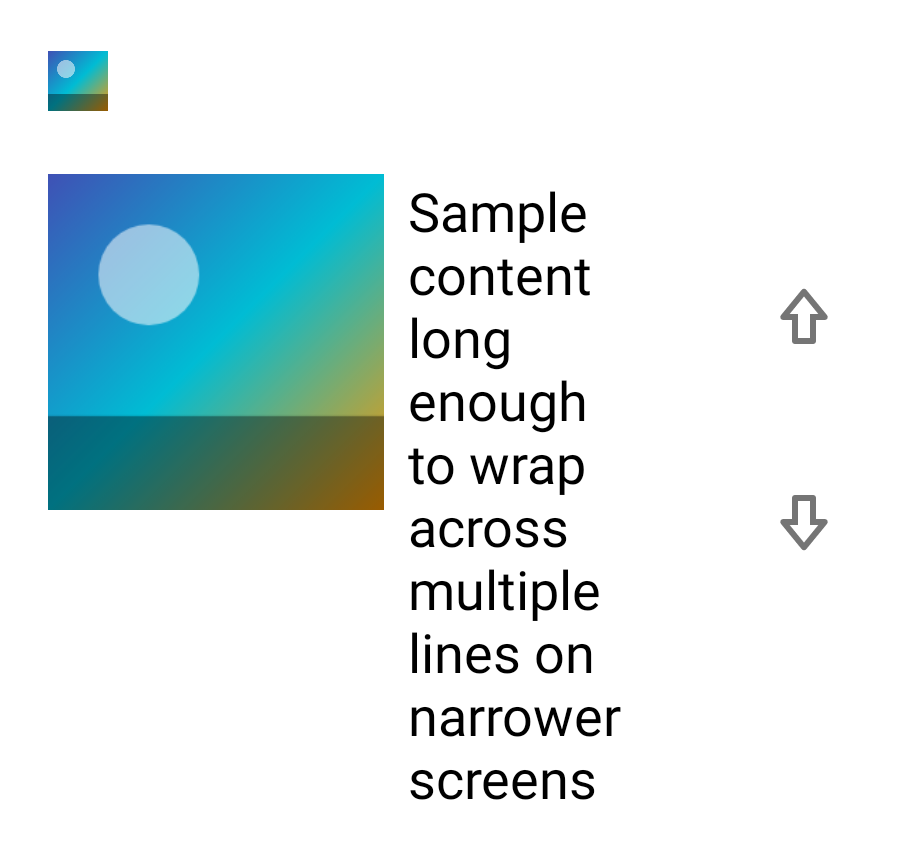 Sample
content
long
enough
to wrap
across
multiple
lines on
narrower
screens